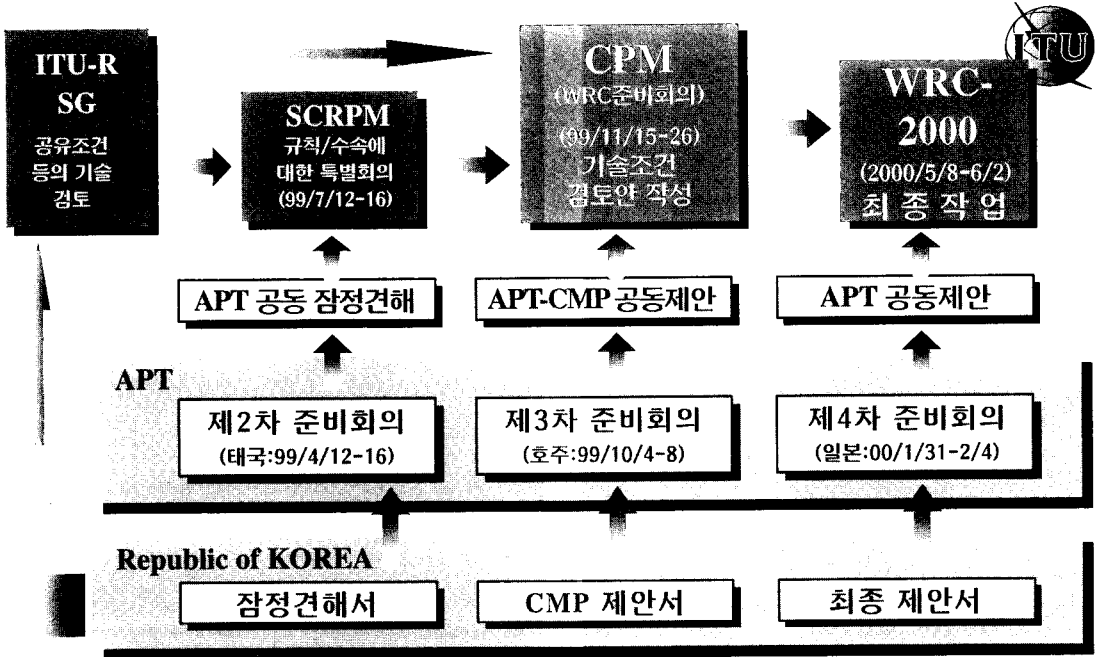 ITU-R
SG
공유조건
등의 기술
검토
SCRPM
규칙/수속에
대한 특별회의
(99/7/12-16)
CPM
(WRC준비회의)
(99/11/15-26)
기술조건
검토안 작성
ITU
WRC-
2000
(2000/5/8-6/2)
최종작업
APT 공동 잠정견해
APT-CMP 공동제안
APT 공동제안
APT
제2차 준비회의
(태국:99/4/12-16)
제3차 준비회의
(호주:99/10/4-8)
제4차 준비회의
(일본:00/1/31-2/4)
Republic of KOREA
잠정견해서
CMP 제안서
최종 제안서